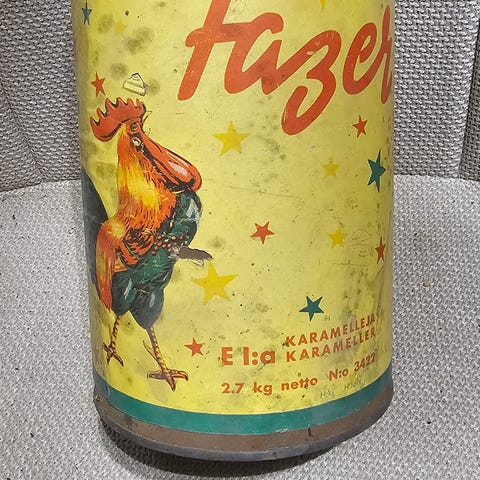 Fazer
E l:a KARAMELLEJA
KARAMELLER
2.7 kg netto N:o 3422